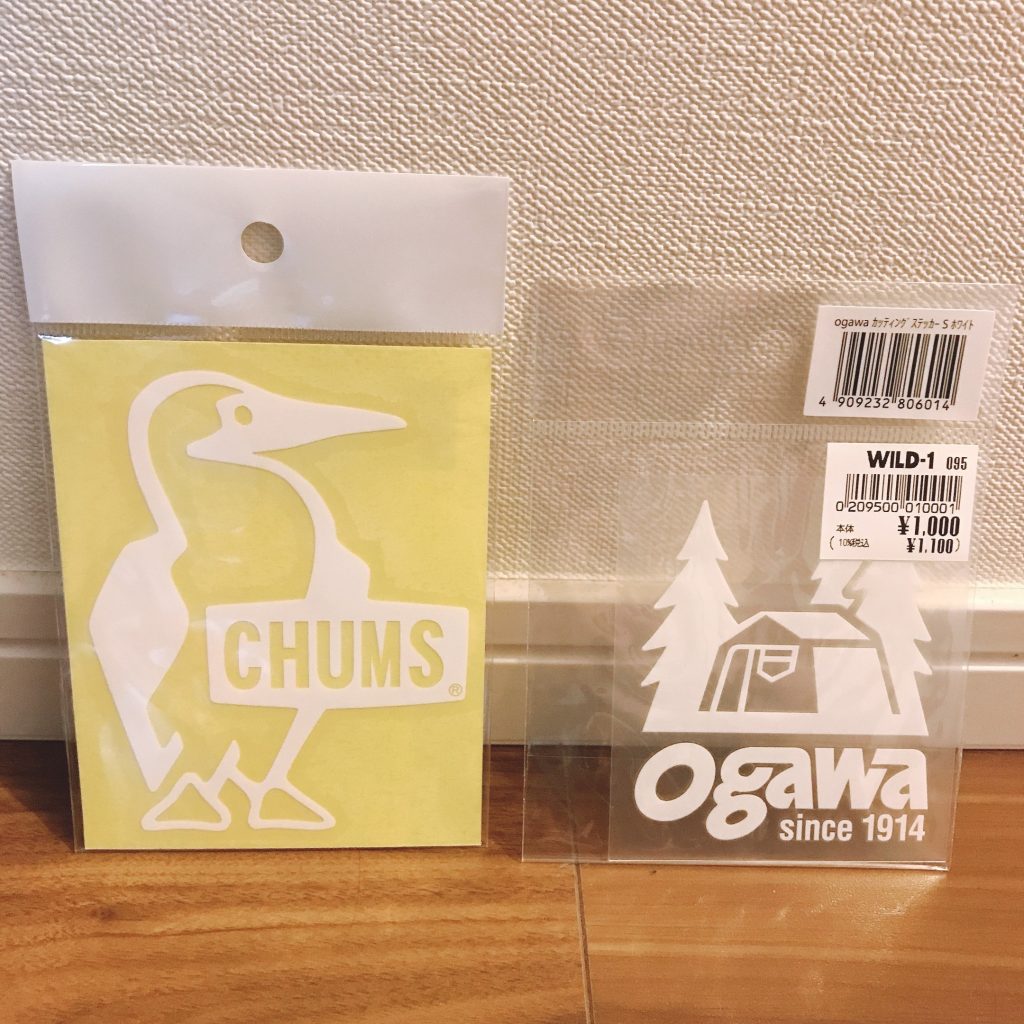 CHUMS
®
ogawa カッティングステッカー S ホワイト
4 909232 806014
WILD-1 095
0 209500 010001
本体 ¥1,000
( 10%税込 ¥1,100 )
ogawa
since 1914